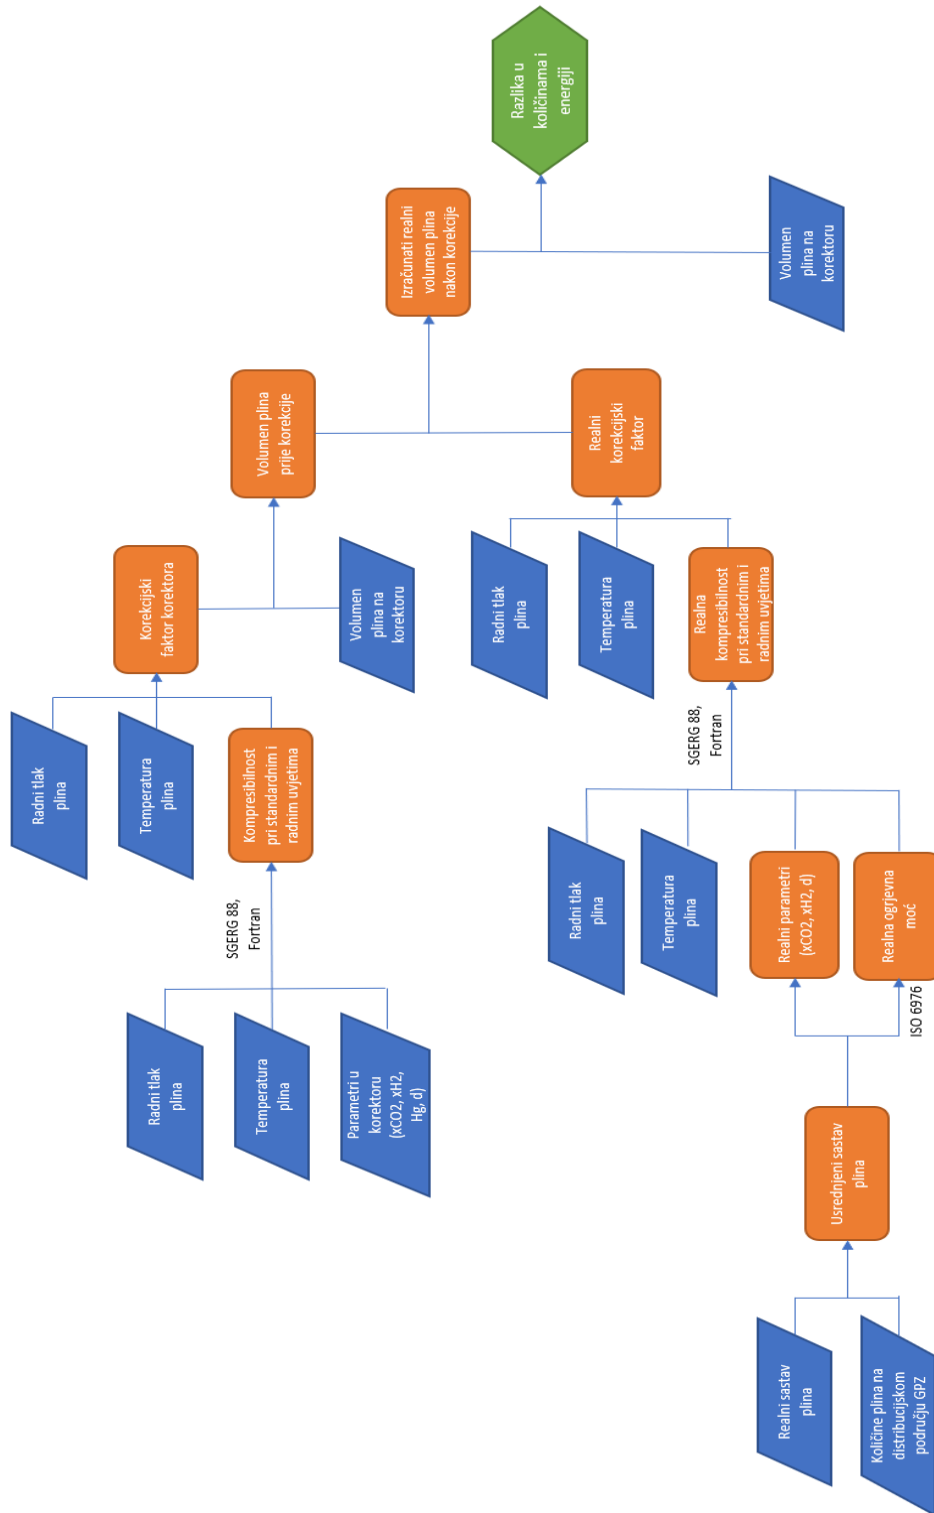 Radni tlak
plina
Temperatura
plina
Parametri u
korektoru
(xCO2, xH2,
Hg, d)
SGERG 88,
Fortran
Radni tlak
plina
Temperatura
plina
Kompresibilnost
pri standardnim i
radnim uvjetima
Korekcijski
faktor korektora
Volumen
plina na
korektoru
Volumen plina
prije korekcije
Realni sastav
plina
Količine plina na
distribucijskom
području GPZ
Usrednjeni sastav
plina
ISO 6976
Radni tlak
plina
Temperatura
plina
Realni parametri
(xCO2, xH2, d)
Realna ogrjevna
moć
SGERG 88,
Fortran
Radni tlak
plina
Temperatura
plina
Realna
kompresibilnost
pri standardnim i
radnim uvjetima
Realni
korekcijski
faktor
Izračunati realni
volumen plina
nakon korekcije
Volumen
plina na
korektoru
Razlika u
količinama i
energiji